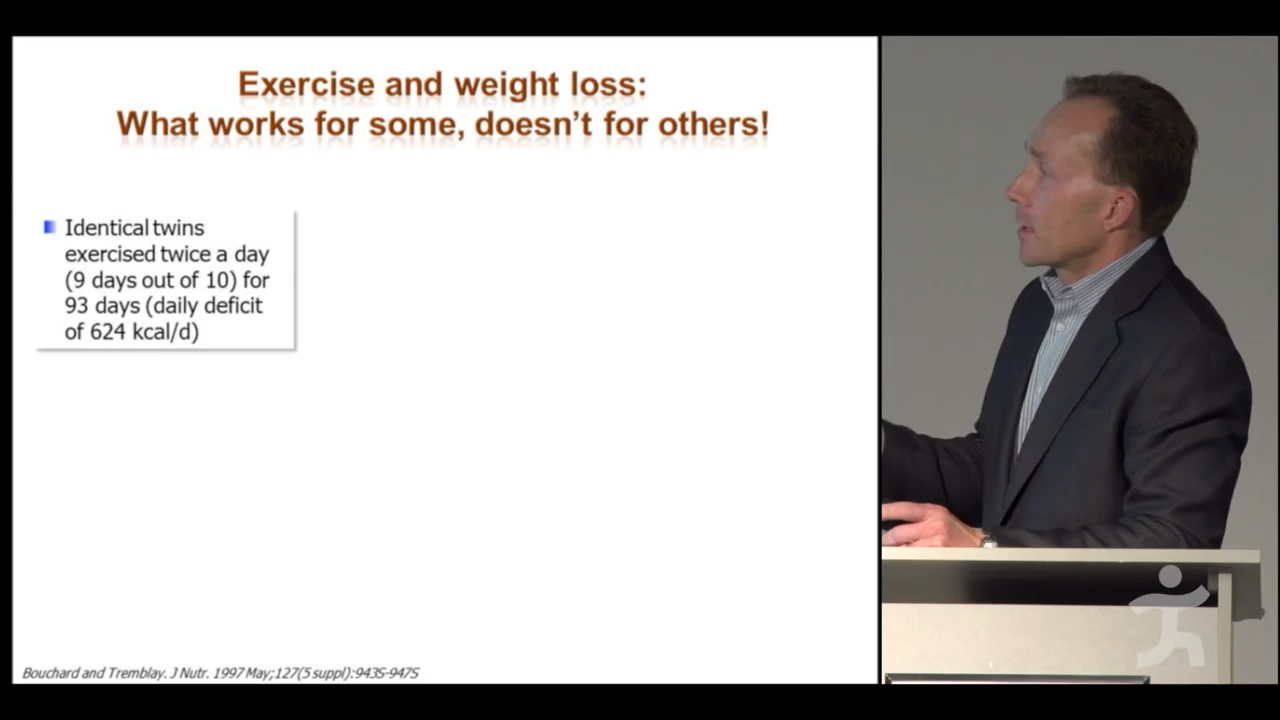 Exercise and weight loss:
What works for some, doesn't for others!
Identical twins
exercised twice a day
(9 days out of 10) for
93 days (daily deficit
of 624 kcal/d)
Bouchard and Tremblay. J Nutr. 1997 May;127(5 suppl):943S-947S